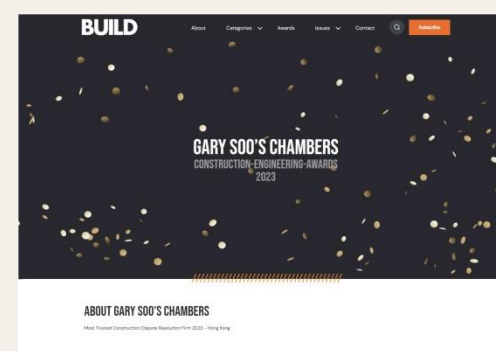 BUILD
About Categories Awards Issues Contact Subscribe
GARY SOO'S CHAMBERS
CONSTRUCTION-ENGINEERING-AWARDS
2023
ABOUT GARY SOO'S CHAMBERS
Most Trusted Construction Dispute Resolution Firm 2023 - Hong Kong